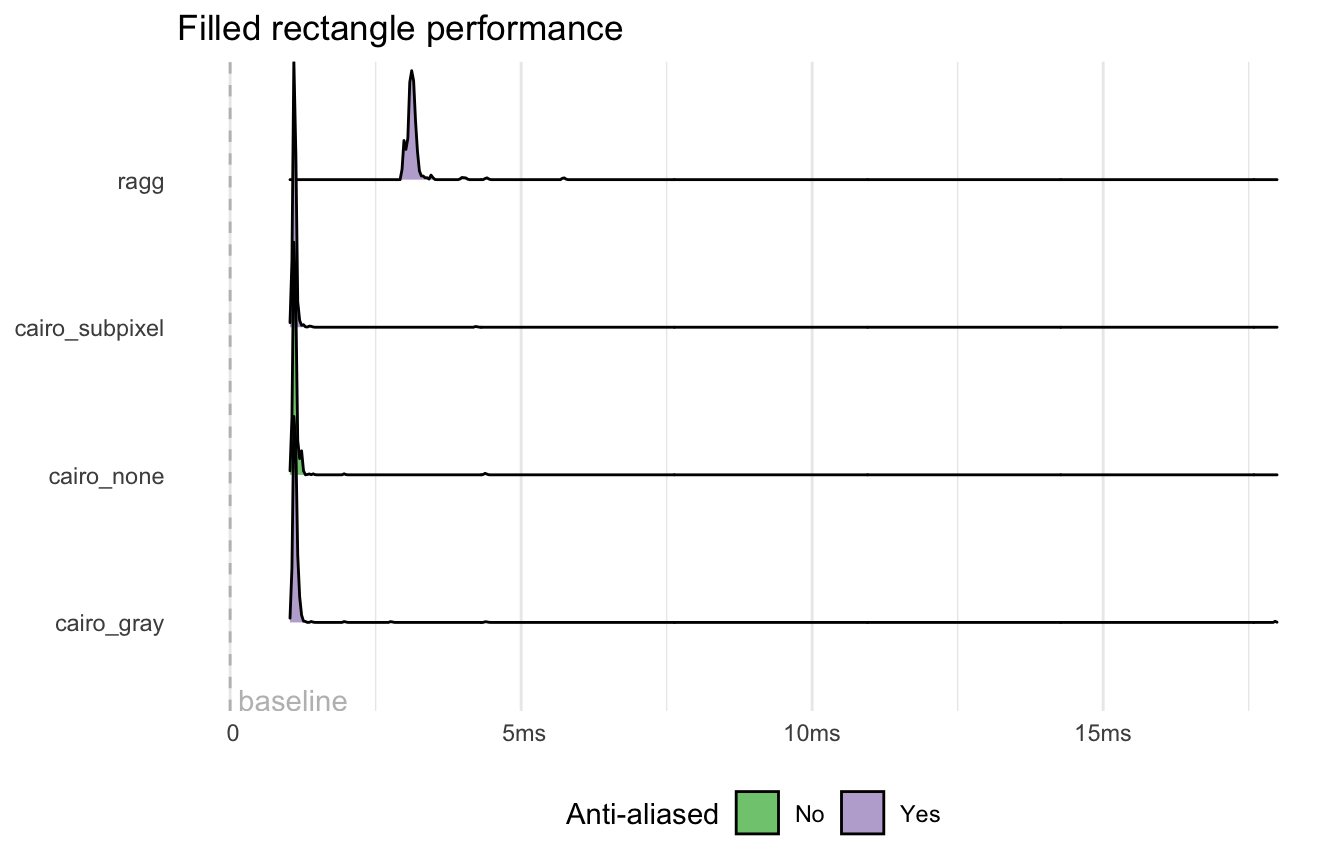 Filled rectangle performance
ragg
cairo_subpixel
cairo_none
cairo_gray
baseline
0 5ms 10ms 15ms
Anti-aliased No Yes